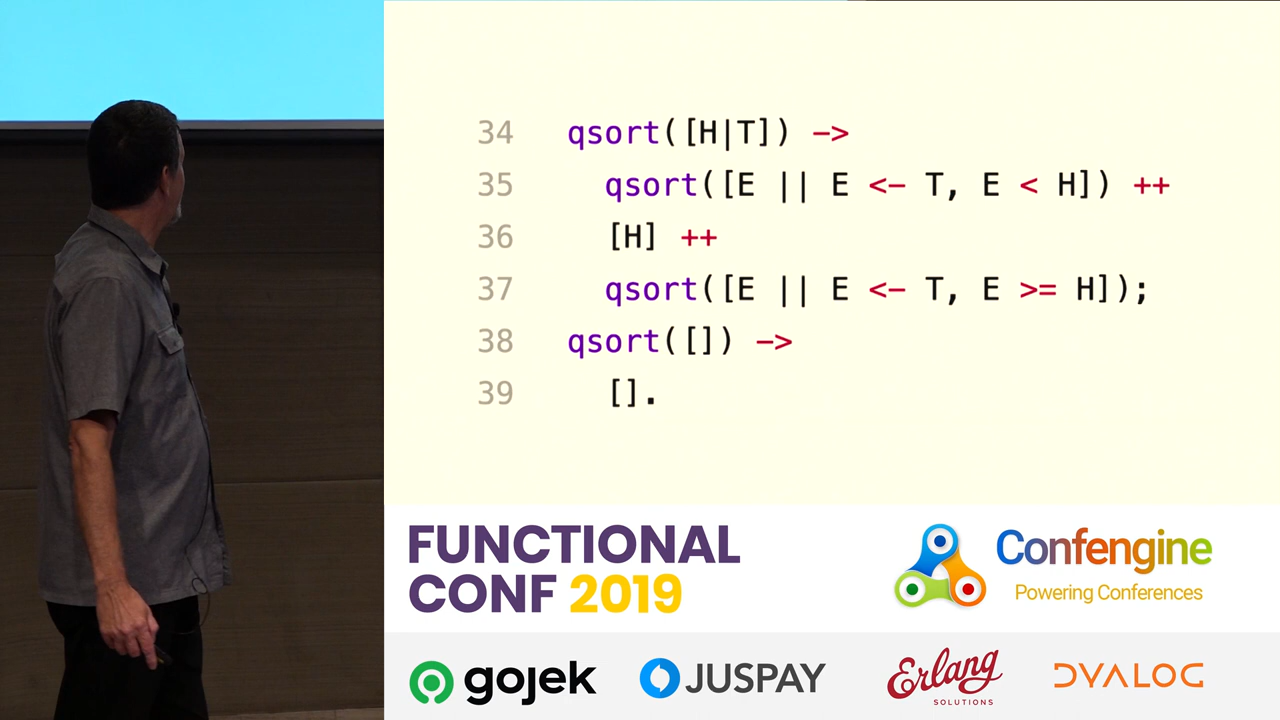 34 qsort([H|T]) ->
35 qsort([E || E <- T, E < H]) ++
36 [H] ++
37 qsort([E || E <- T, E >= H]);
38 qsort([]) ->
39 [].
FUNCTIONAL
CONF 2019
Confengine
Powering Conferences
gojek
JUSPAY
Erlang
SOLUTIONS
DYALOG